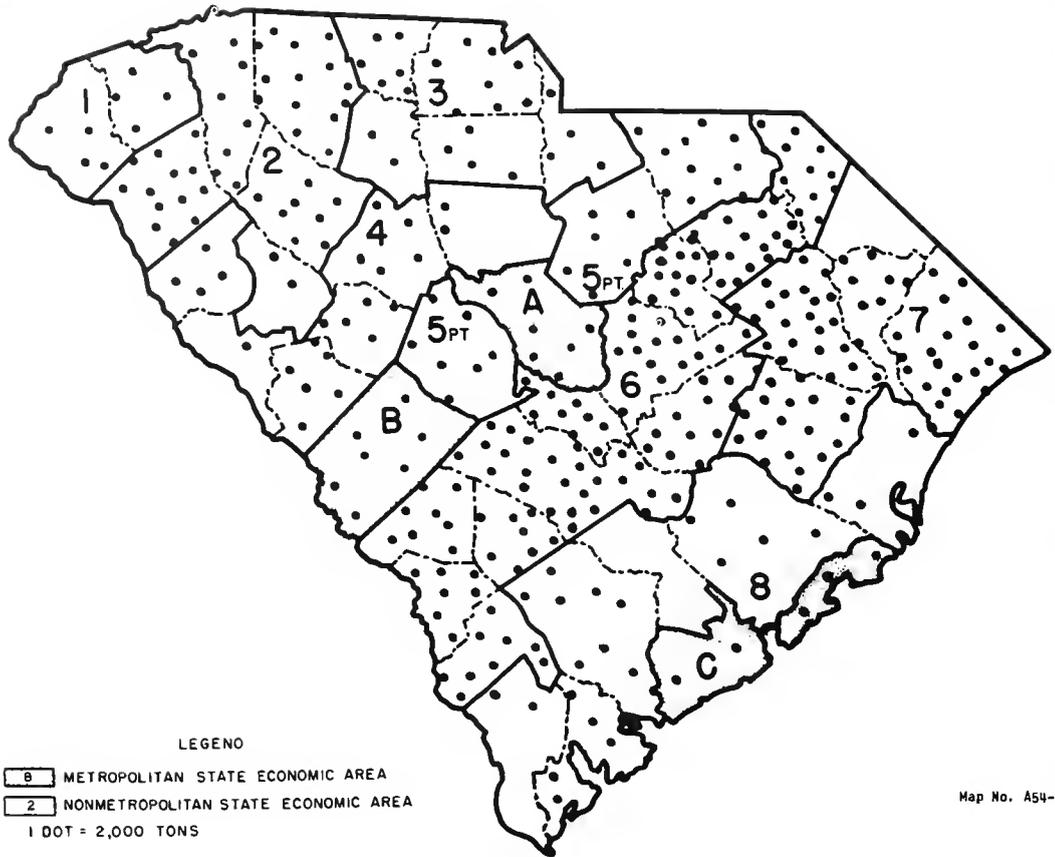 1
3
2
4
5PT.
A
5PT
7
6
B
8
C
LEGENO
B METROPOLITAN STATE ECONOMIC AREA
2 NONMETROPOLITAN STATE ECONOMIC AREA
1 DOT = 2,000 TONS
Map No. A54-